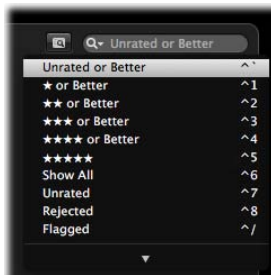 Unrated or Better
Unrated or Better ^`
★ or Better ^1
★★ or Better ^2
★★★ or Better ^3
★★★★ or Better ^4
★★★★★ ^5
Show All ^6
Unrated ^7
Rejected ^8
Flagged ^/